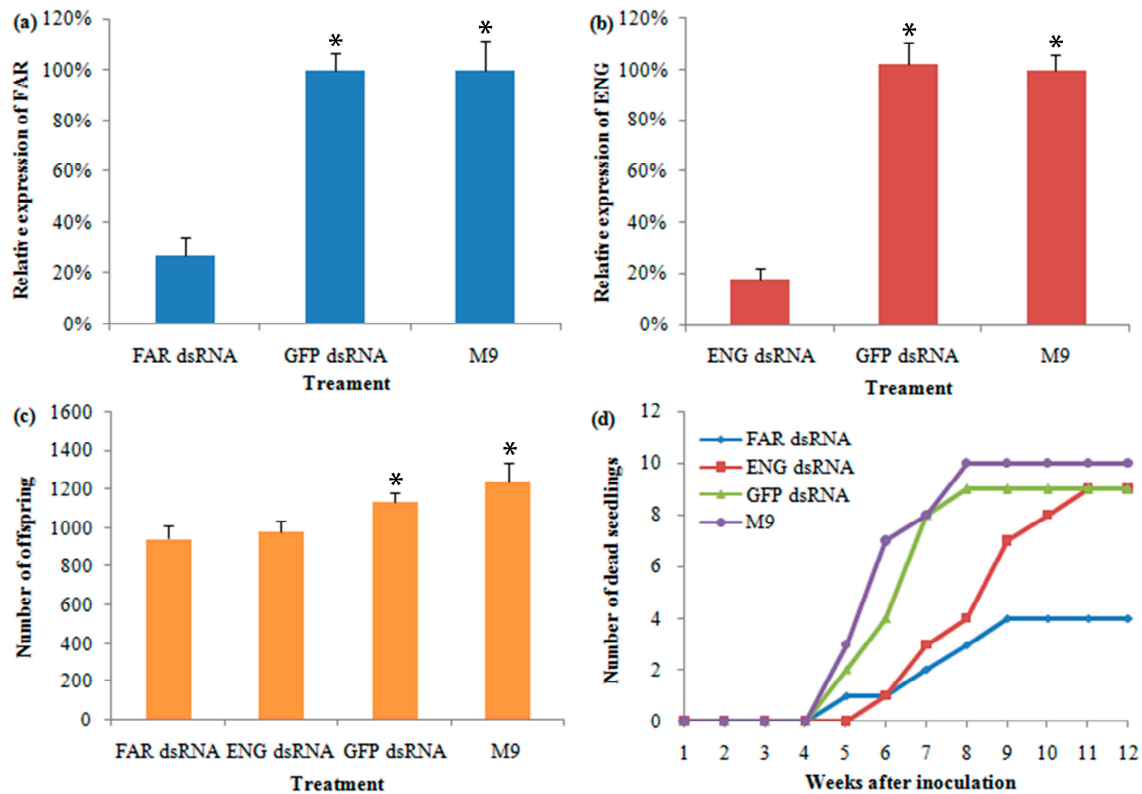 (a)
120%
100%
80%
60%
40%
20%
0%
Relative expression of FAR
*
*
FAR dsRNA GFP dsRNA M9
Treament
(b)
120%
100%
80%
60%
40%
20%
0%
Relative expression of ENG
*
*
ENG dsRNA GFP dsRNA M9
Treament
(c)
1600
1400
1200
1000
800
600
400
200
0
Number of offspring
*
*
FAR dsRNA ENG dsRNA GFP dsRNA M9
Treatment
(d)
12
10
8
6
4
2
0
Number of dead seedlings
FAR dsRNA
ENG dsRNA
GFP dsRNA
M9
1 2 3 4 5 6 7 8 9 10 11 12
Weeks after inoculation